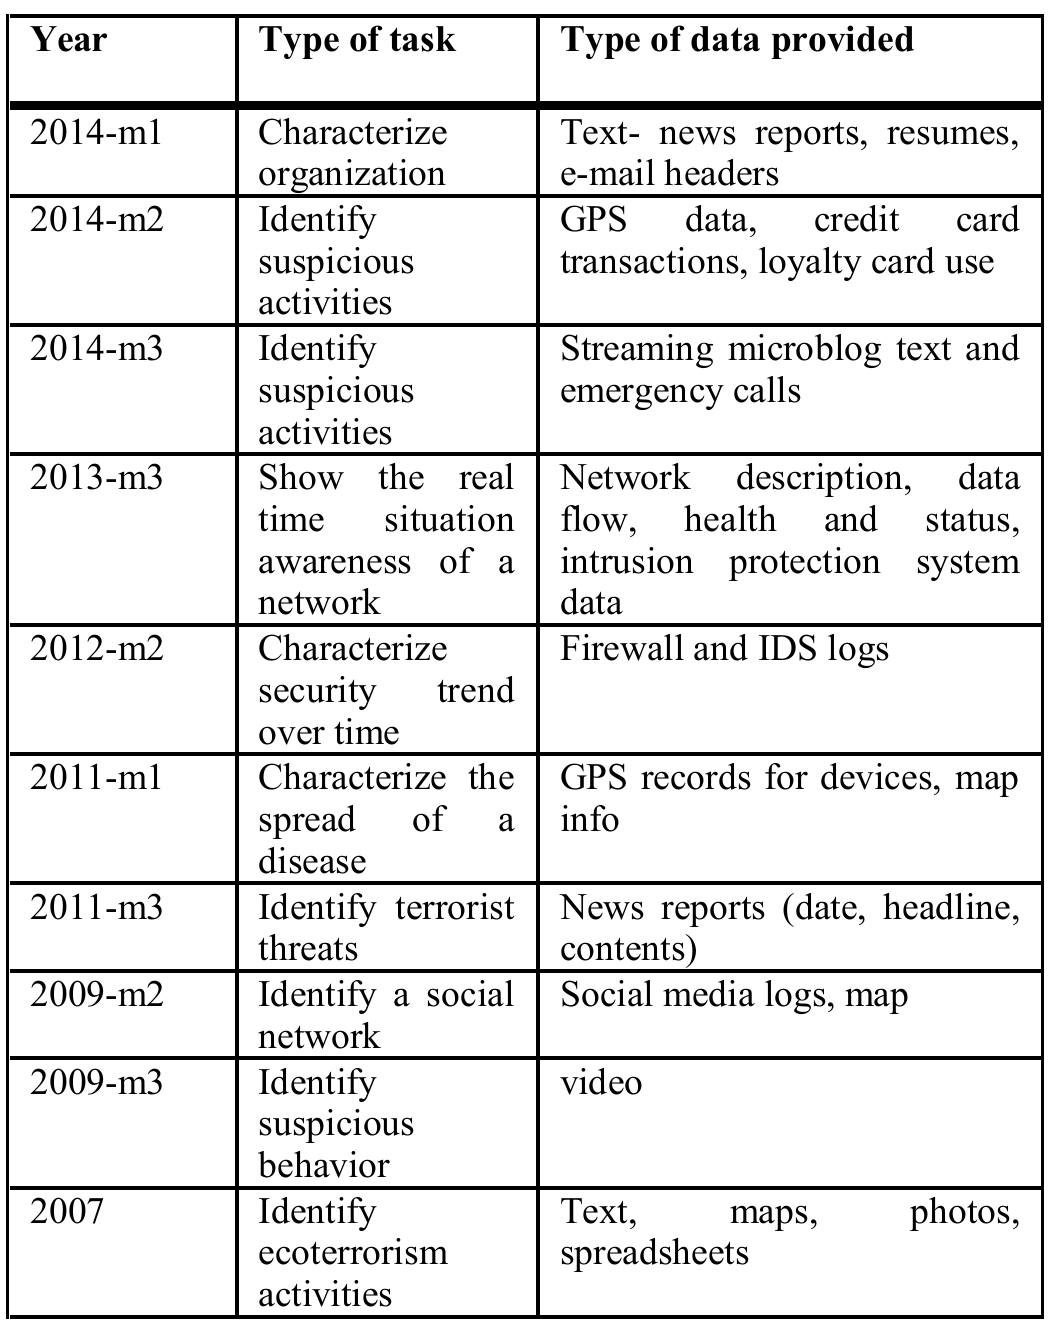 Year Type of task Type of data provided
2014-m1 Characterize Text- news reports, resumes,
organization e-mail headers
2014-m2 Identify GPS data, credit card
suspicious transactions, loyalty card use
activities
2014-m3 Identify Streaming microblog text and
suspicious emergency calls
activities
2013-m3 Show the real Network description, data
time situation flow, health and status,
awareness of a intrusion protection system
network data
2012-m2 Characterize Firewall and IDS logs
security trend
over time
2011-m1 Characterize the GPS records for devices, map
spread of a info
disease
2011-m3 Identify terrorist News reports (date, headline,
threats contents)
2009-m2 Identify a social Social media logs, map
network
2009-m3 Identify video
suspicious
behavior
2007 Identify Text, maps, photos,
ecoterrorism spreadsheets
activities